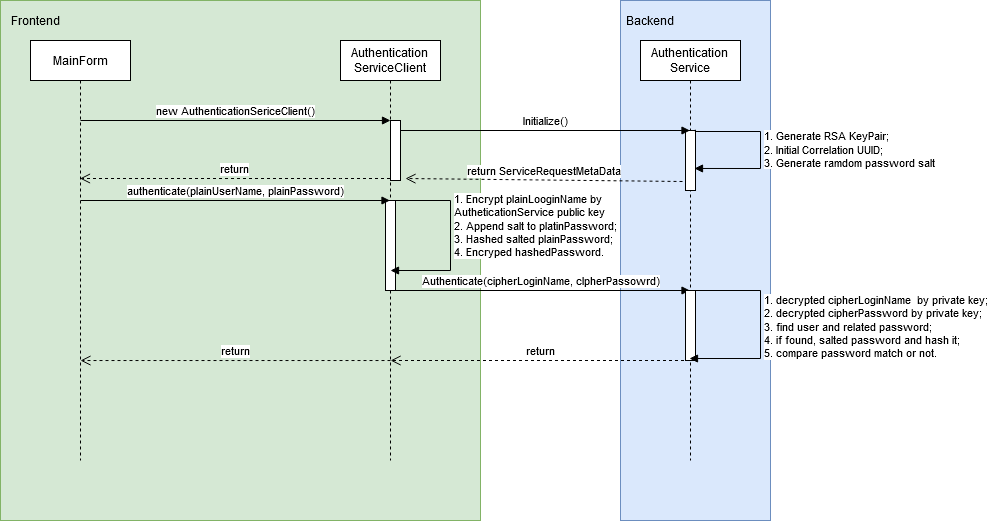 Frontend
Backend
MainForm
Authentication
ServiceClient
Authentication
Service
new AuthenticationSericeClient()
Initialize()
1. Generate RSA KeyPair;
2. Initial Correlation UUID;
3. Generate ramdom password salt
return
return ServiceRequestMetaData
authenticate(plainUserName, plainPassword)
1. Encrypt plainLooginName by
AutheticationService public key
2. Append salt to platinPassword;
3. Hashed salted plainPassword;
4. Encryped hashedPassword.
Authenticate(cipherLoginName, cIpherPassowrd)
1. decrypted cipherLoginName by private key;
2. decrypted cipherPassword by private key;
3. find user and related password;
4. if found, salted password and hash it;
5. compare password match or not.
return
return